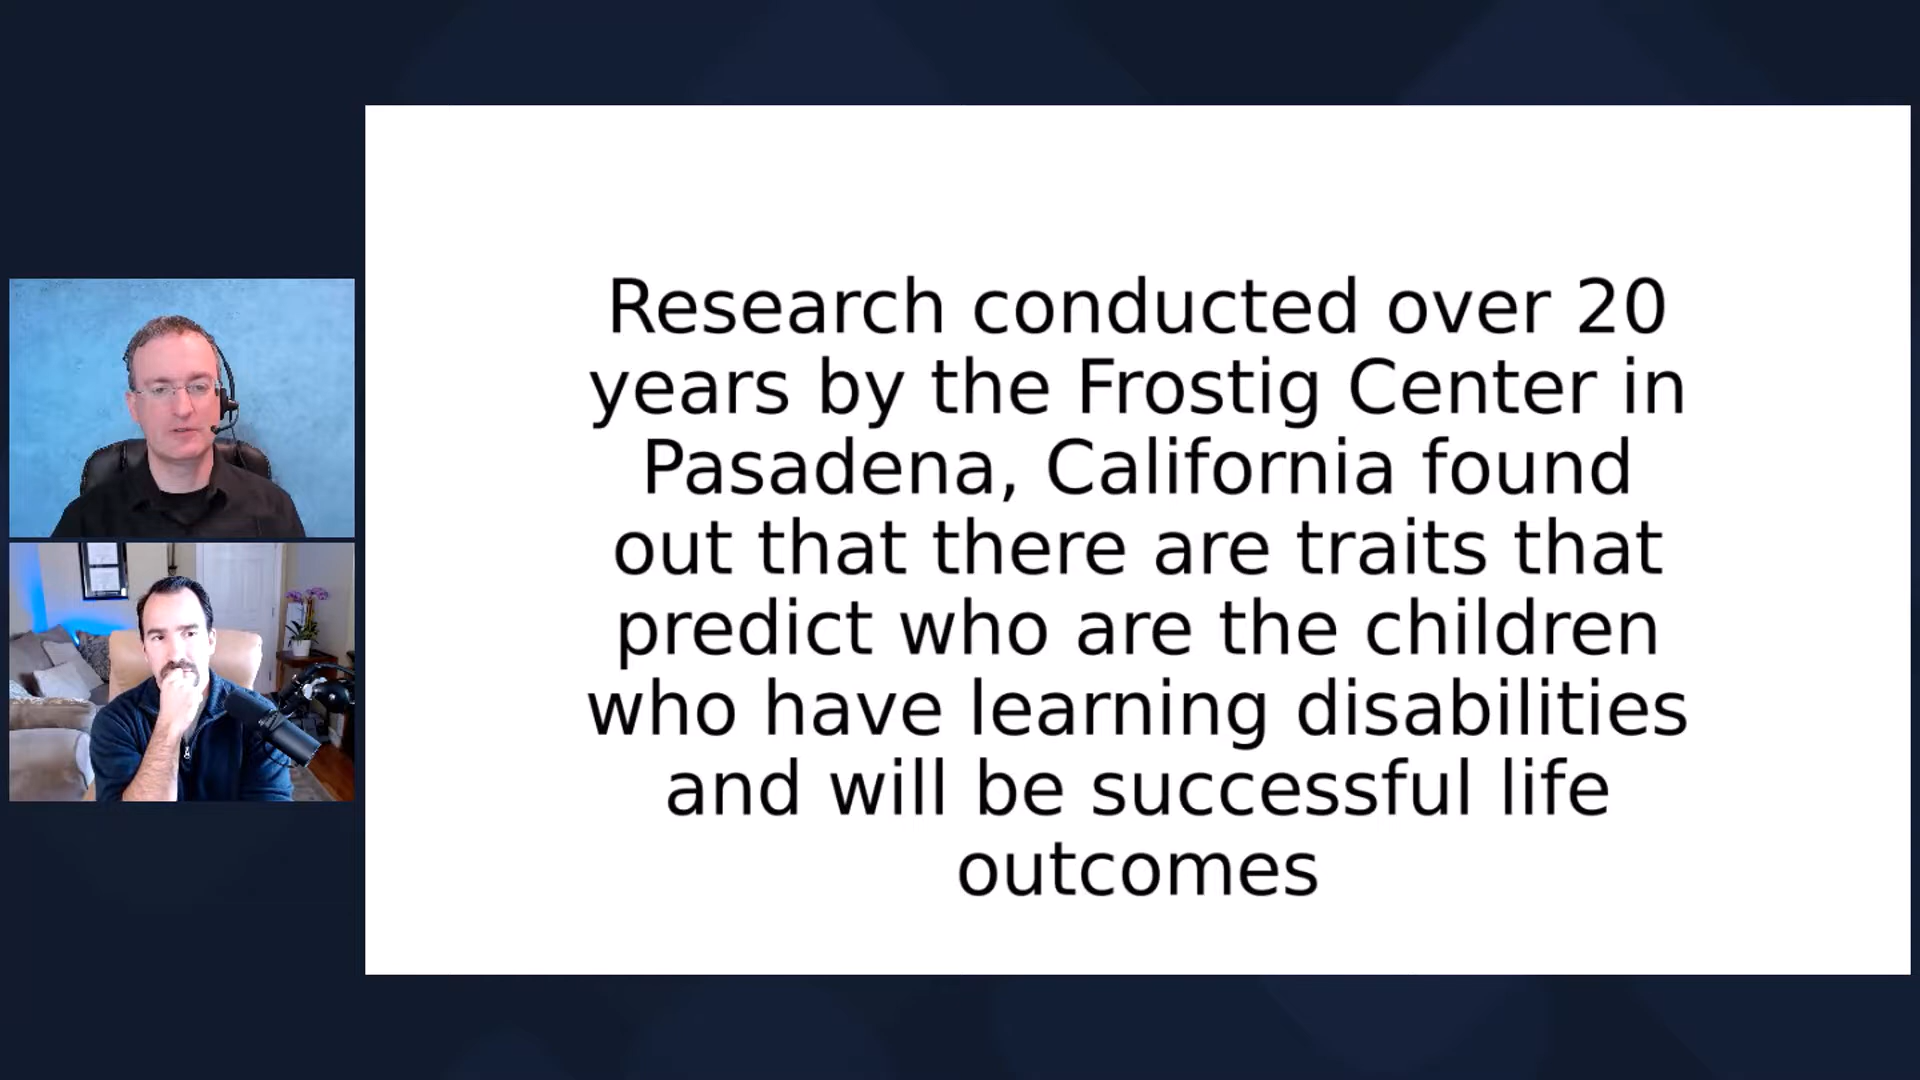 Research conducted over 20
years by the Frostig Center in
Pasadena, California found
out that there are traits that
predict who are the children
who have learning disabilities
and will be successful life
outcomes